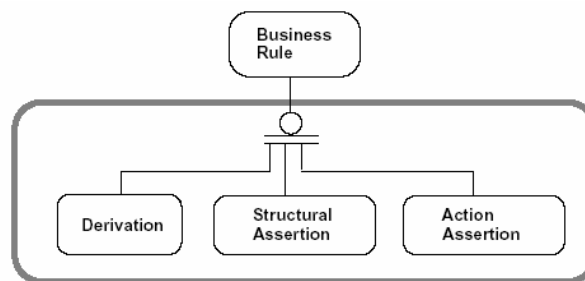 Business
Rule
Derivation
Structural
Assertion
Action
Assertion